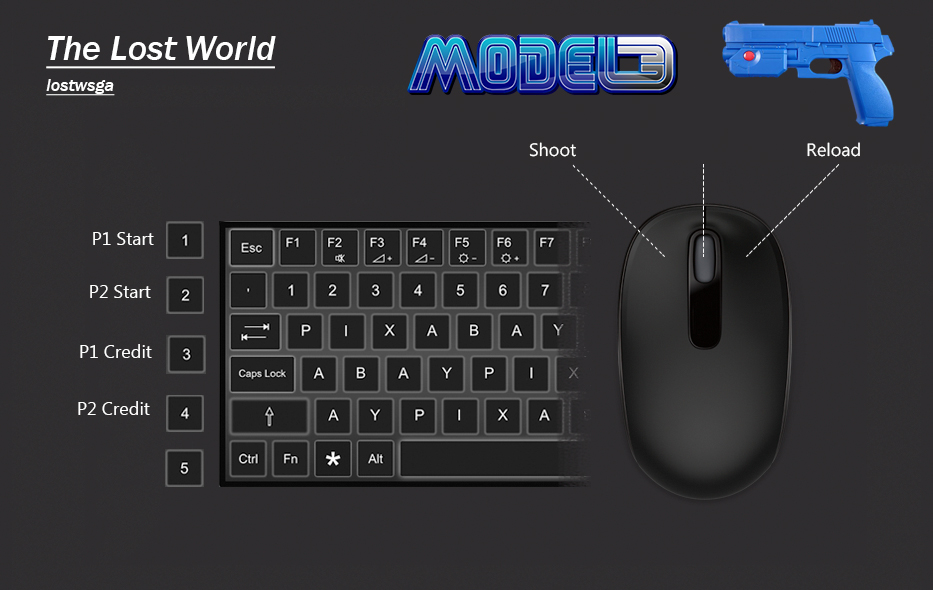 The Lost World
lostwsga
MODEL3
Shoot
Reload
P1 Start 1
P2 Start 2
P1 Credit 3
P2 Credit 4
5
Esc F1 F2 F3 F4 F5 F6 F7
' 1 2 3 4 5 6 7
P I X A B A Y
Caps Lock A B A Y P I X
A Y P I X A
Ctrl Fn * Alt